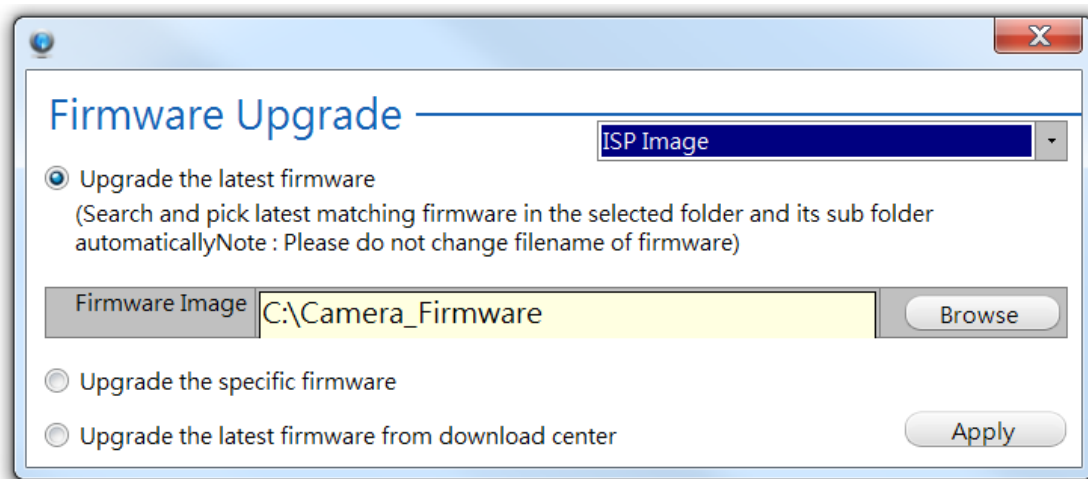 Firmware Upgrade
ISP Image
Upgrade the latest firmware
(Search and pick latest matching firmware in the selected folder and its sub folder
automaticallyNote : Please do not change filename of firmware)
Firmware Image
C:\Camera_Firmware
Browse
Upgrade the specific firmware
Upgrade the latest firmware from download center
Apply